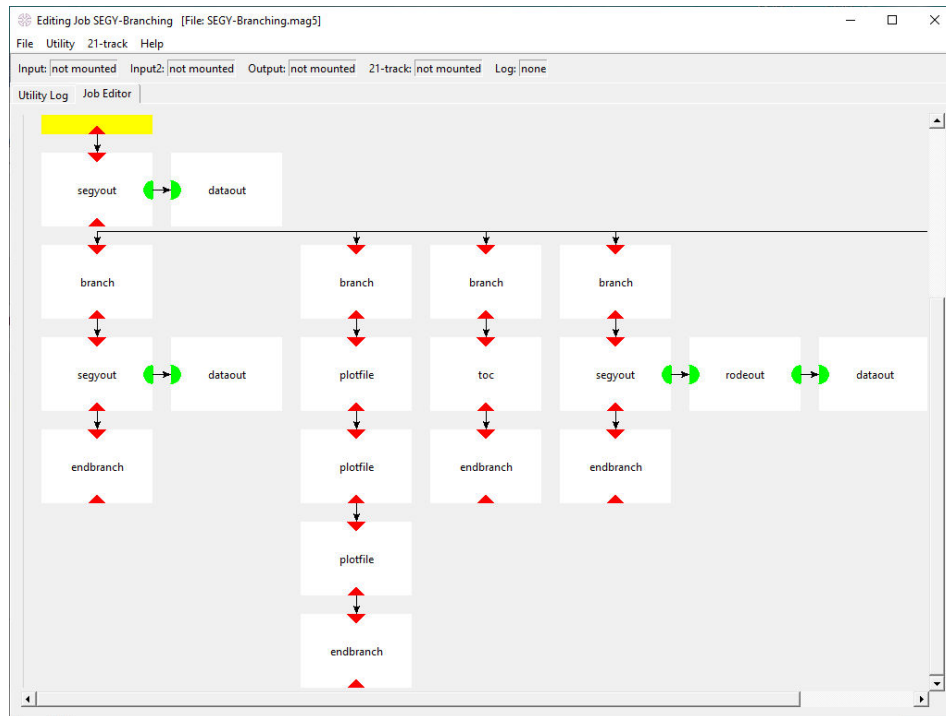 Editing Job SEGY-Branching [File: SEGY-Branching.mag5]
File Utility 21-track Help
Input: not mounted Input2: not mounted Output: not mounted 21-track: not mounted Log: none
Utility Log Job Editor
segyout dataout
branch branch branch branch
segyout dataout plotfile toc segyout rodeout dataout
endbranch plotfile endbranch endbranch
plotfile
endbranch